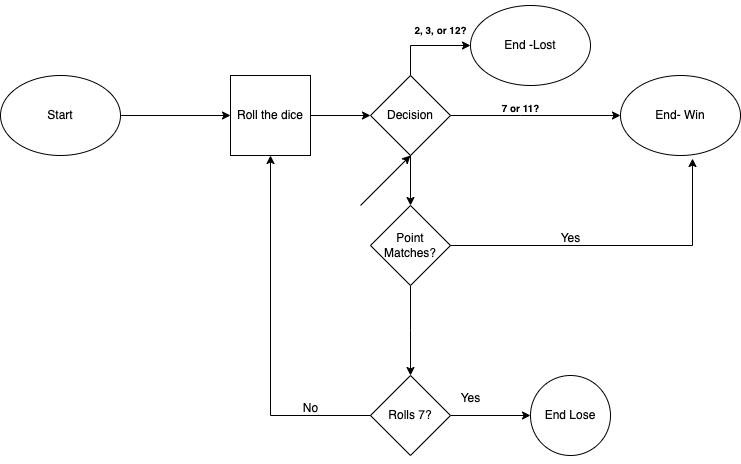 2, 3, or 12?
End -Lost
Start
Roll the dice
Decision
7 or 11?
End- Win
Point
Matches?
Yes
No
Rolls 7?
Yes
End Lose